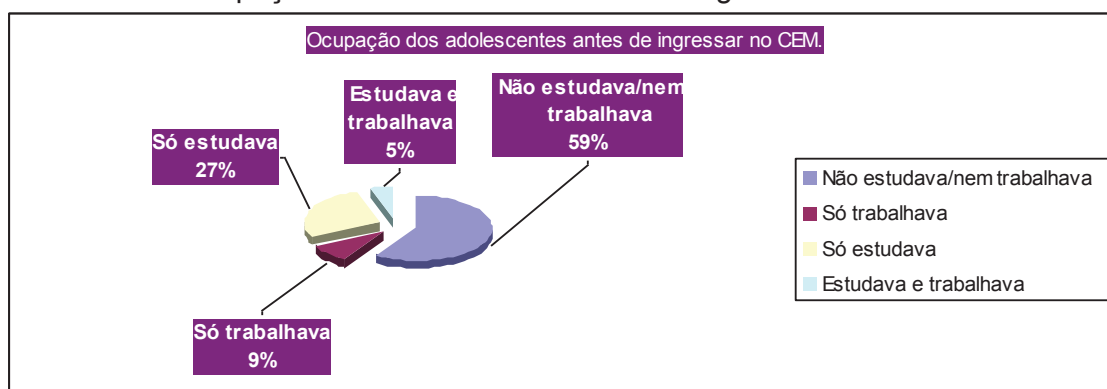 Ocupação dos adolescentes antes de ingressar no CEM.
Estudava e
trabalhava
5%
Não estudava/nem
trabalhava
59%
Só estudava
27%
Só trabalhava
9%
Não estudava/nem trabalhava
Só trabalhava
Só estudava
Estudava e trabalhava